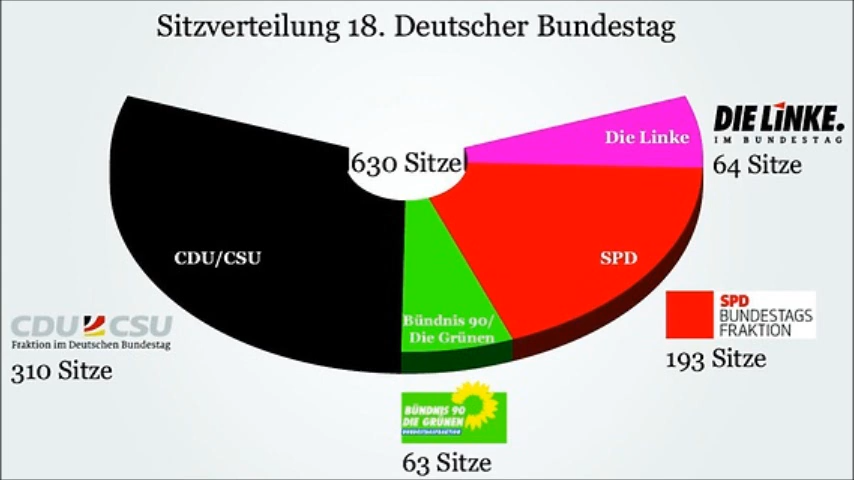 Sitzverteilung 18. Deutscher Bundestag
DIE LINKE.
IM BUNDESTAG
64 Sitze
Die Linke
630 Sitze
CDU/CSU
SPD
SPD
BUNDESTAGS
FRAKTION
193 Sitze
CDU CSU
Fraktion im Deutschen Bundestag
310 Sitze
Bündnis 90/
Die Grünen
BÜNDNIS 90
DIE GRÜNEN
BUNDESTAGSFRAKTION
63 Sitze